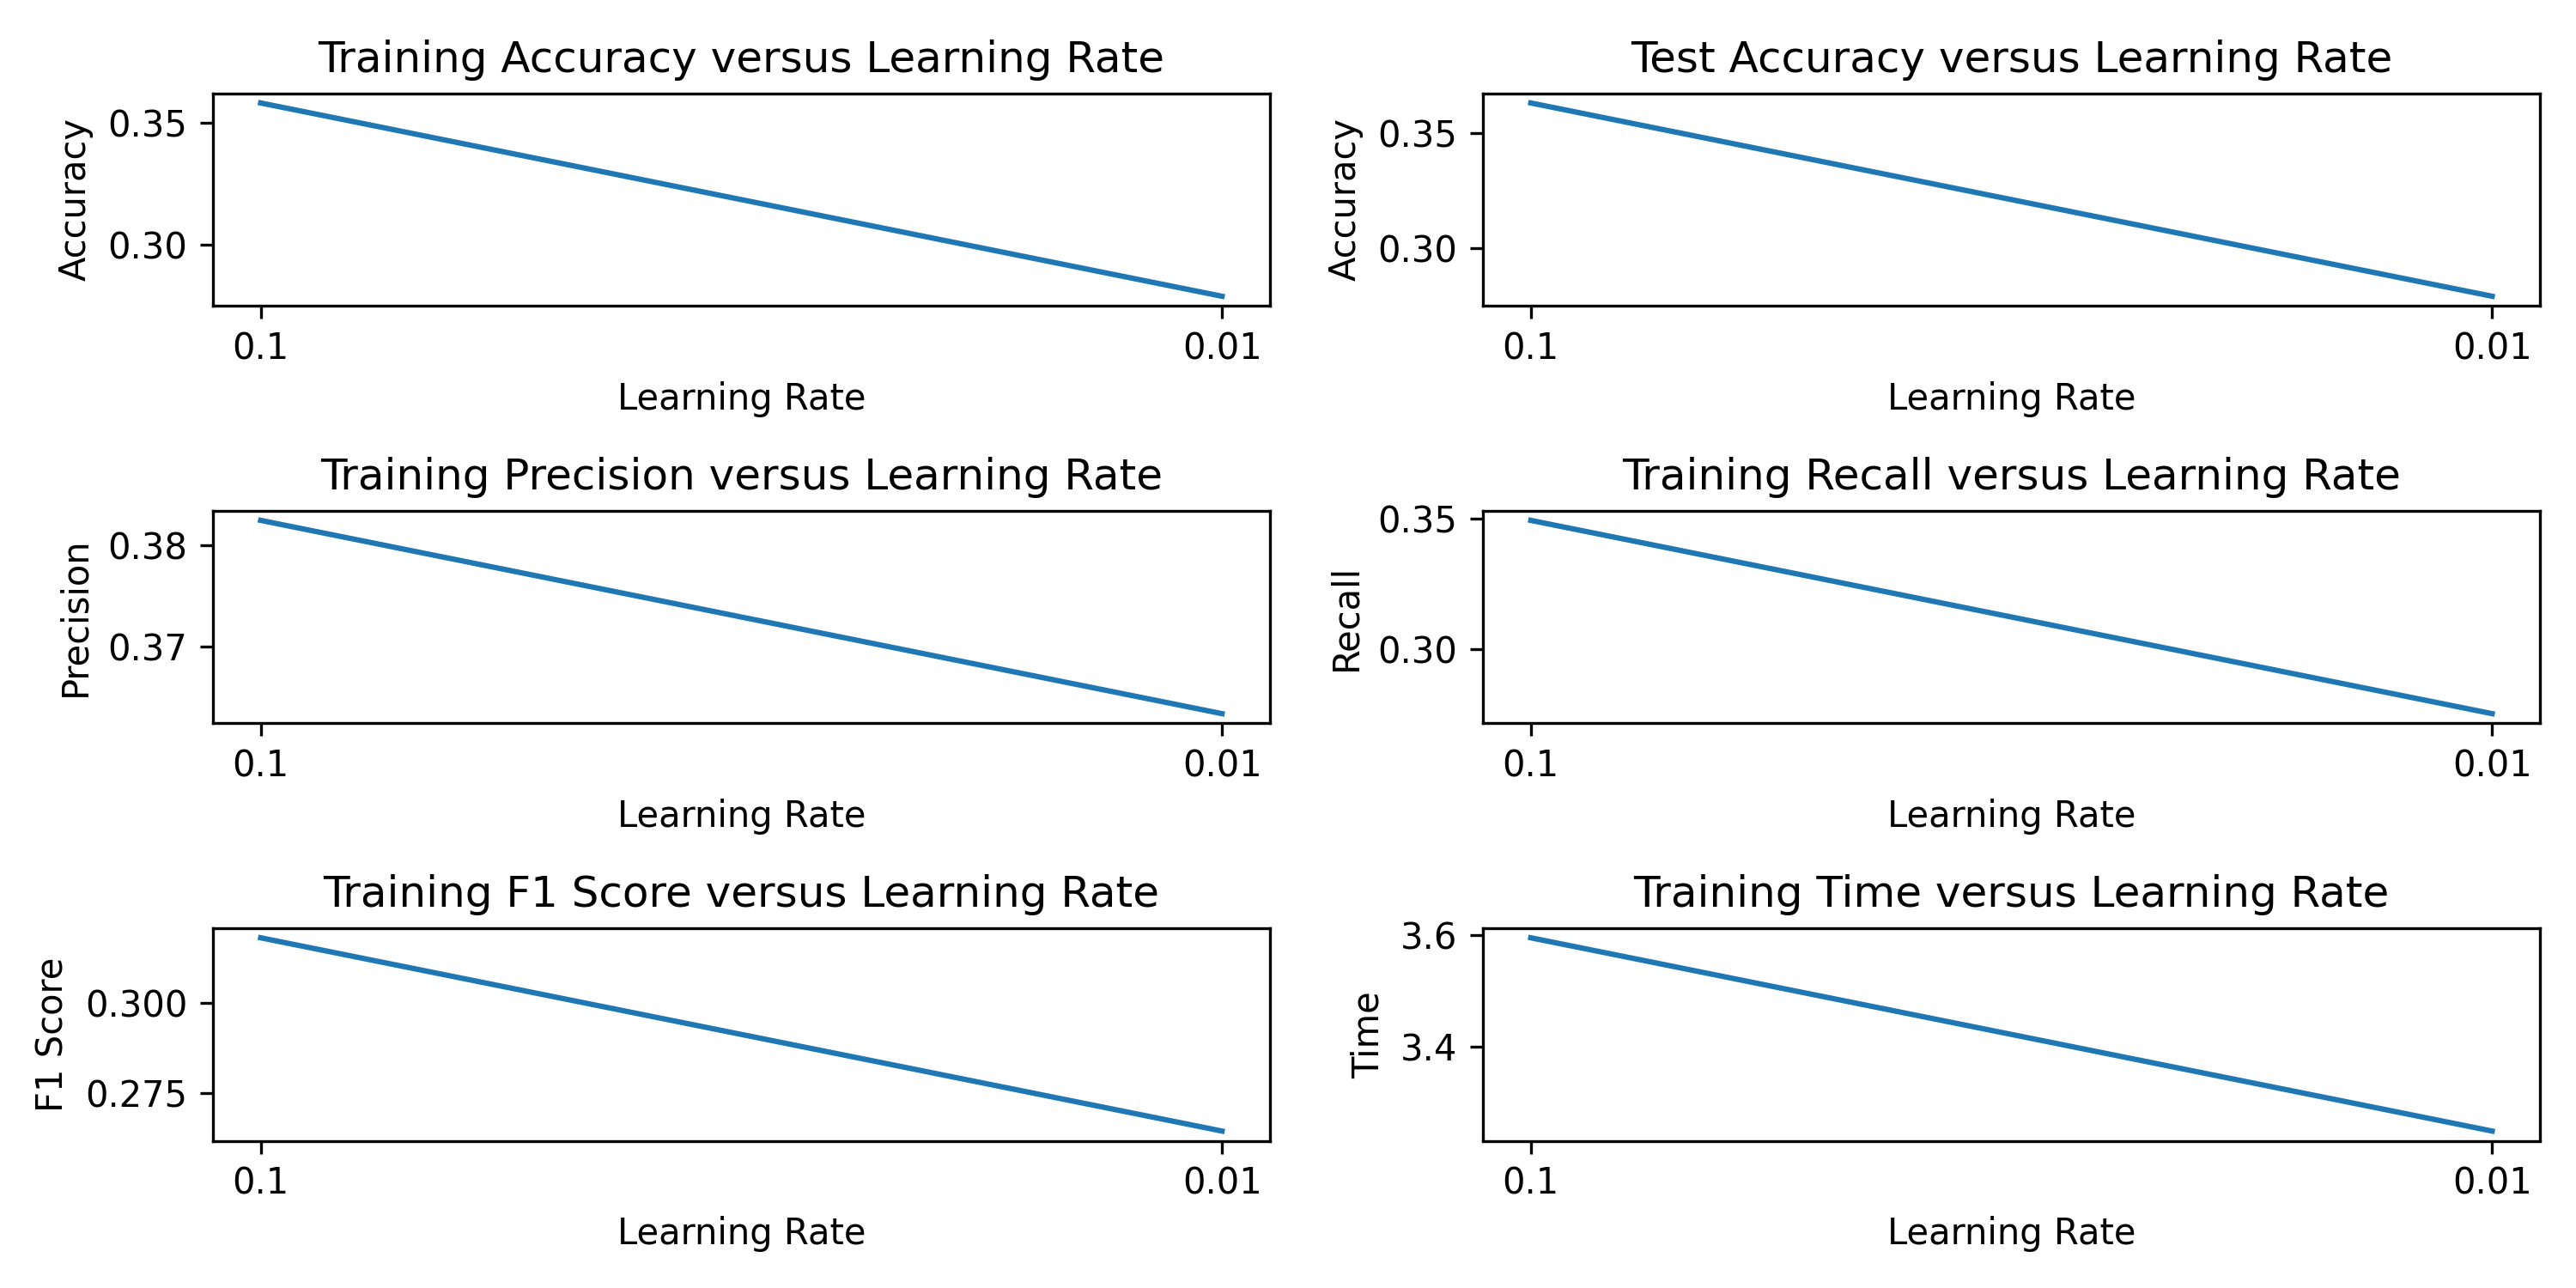 Training Accuracy versus Learning Rate
Accuracy
0.35
0.30
0.1 0.01
Learning Rate
Test Accuracy versus Learning Rate
Accuracy
0.35
0.30
0.1 0.01
Learning Rate
Training Precision versus Learning Rate
Precision
0.38
0.37
0.1 0.01
Learning Rate
Training Recall versus Learning Rate
Recall
0.35
0.30
0.1 0.01
Learning Rate
Training F1 Score versus Learning Rate
F1 Score
0.300
0.275
0.1 0.01
Learning Rate
Training Time versus Learning Rate
Time
3.6
3.4
0.1 0.01
Learning Rate